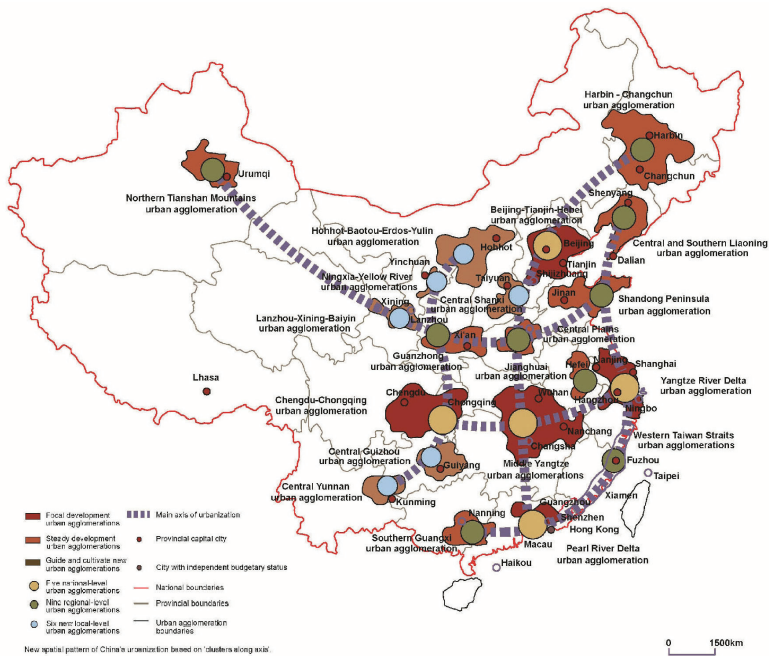 Harbin - Changchun
urban agglomeration
Harbin
Changchun
Urumqi
Northern Tianshan Mountains
urban agglomeration
Shenyang
Beijing-Tianjin-Hebei
urban agglomeration
Hohhot-Baotou-Erdos-Yulin
urban agglomeration
Hohhot
Beijing
Central and Southern Liaoning
urban agglomeration
Dalian
Tianjin
Shijiazhuang
Yinchuan
Ningxia-Yellow River
urban agglomerations
Taiyuan
Jinan
Shandong Peninsula
urban agglomeration
Xining
Central Shanxi
urban agglomeration
Lanzhou-Xining-Baiyin
urban agglomeration
Lanzhou
Xi'an
Central Plains
urban agglomeration
Guanzhong
urban agglomeration
Jianghuai
urban agglomeration
Hefei
Nanjing
Shanghai
Lhasa
Chengdu-Chongqing
urban agglomeration
Chengdu
Chongqing
Wuhan
Hangzhou
Ningbo
Yangtze River Delta
urban agglomeration
Nanchang
Changsha
Western Taiwan Straits
urban agglomerations
Central Guizhou
urban agglomeration
Guiyang
Middle Yangtze
urban agglomerations
Fuzhou
Taipei
Central Yunnan
urban agglomeration
Kunming
Xiamen
Nanning
Guangzhou
Shenzhen
Hong Kong
Southern Guangxi
urban agglomeration
Macau
Pearl River Delta
urban agglomeration
Haikou
Focal development
urban agglomerations
Steady development
urban agglomerations
Guide and cultivate new
urban agglomerations
Five national-level
urban agglomerations
Nine regional-level
urban agglomerations
Six new local-level
urban agglomerations
Main axis of urbanization
Provincial capital city
City with independent budgetary status
National boundaries
Provincial boundaries
Urban agglomeration
boundaries
New spatial pattern of China's urbanization based on 'clusters along axis'.
0 1500km